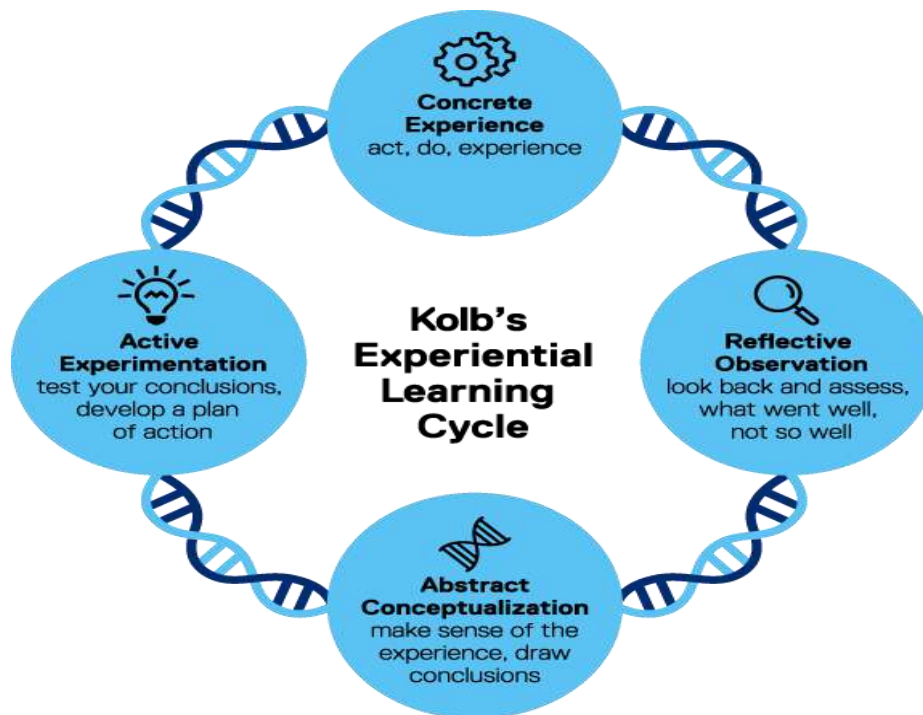 Concrete
Experience
act, do, experience
Kolb's
Experiential
Learning
Cycle
Reflective
Observation
look back and assess,
what went well,
not so well
Abstract
Conceptualization
make sense of the
experience, draw
conclusions
Active
Experimentation
test your conclusions,
develop a plan
of action